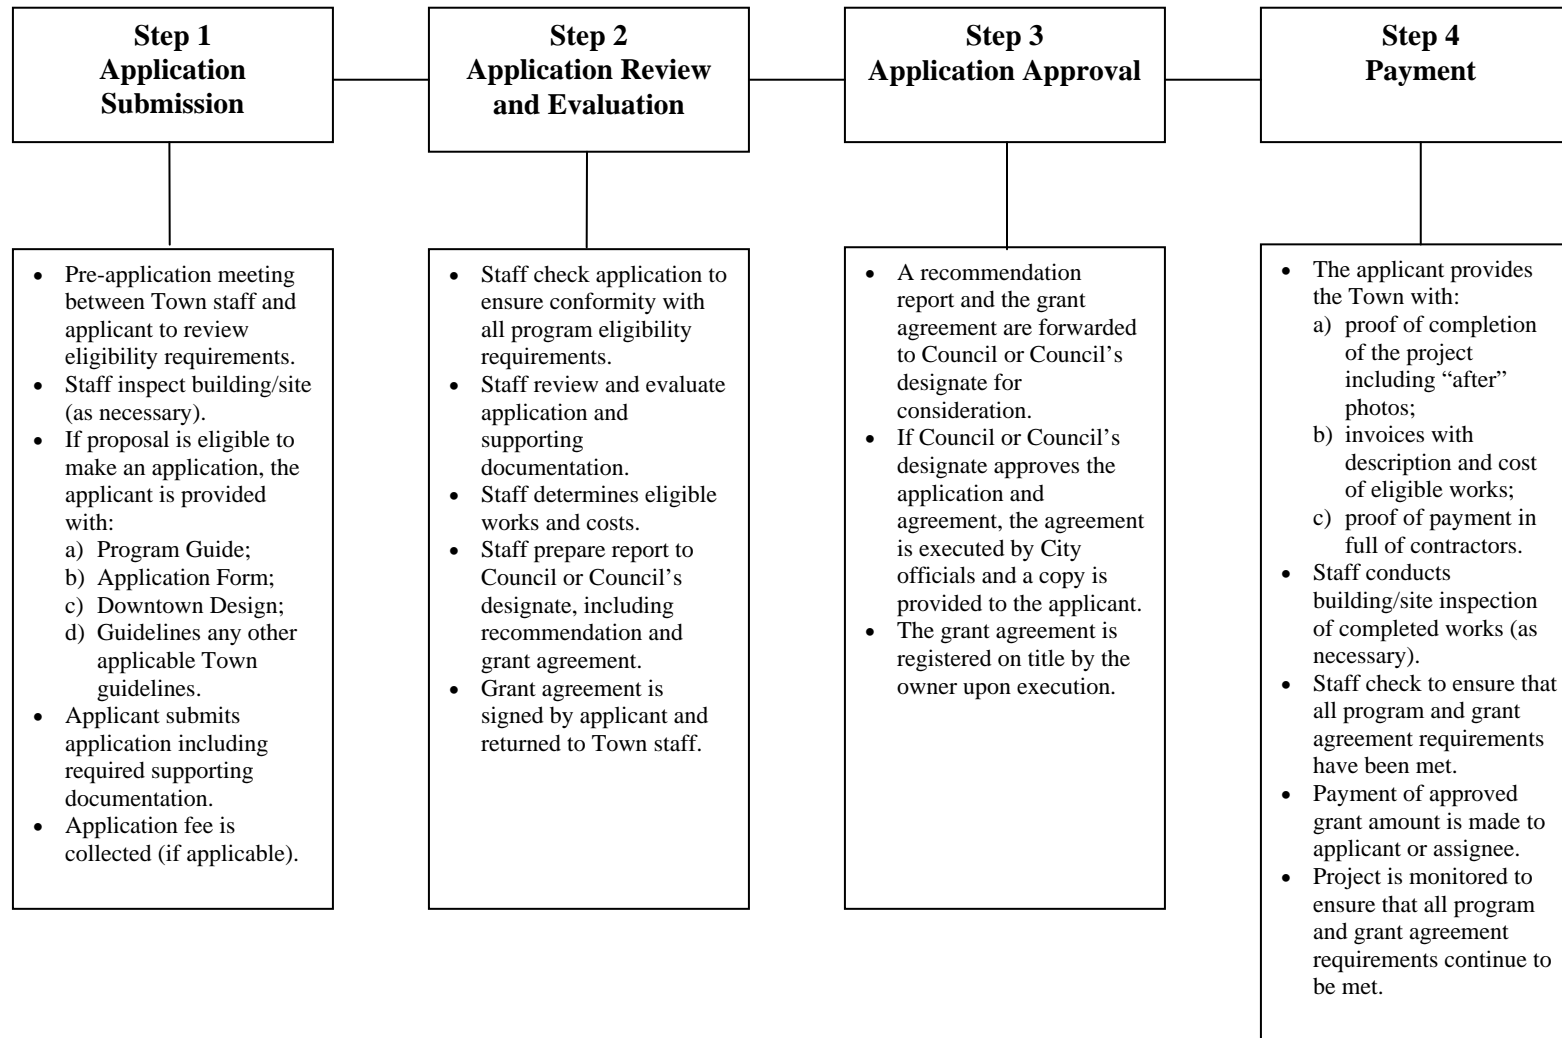 Step 1
Application
Submission
Step 2
Application Review
and Evaluation
Step 3
Application Approval
Step 4
Payment
• Pre-application meeting
between Town staff and
applicant to review
eligibility requirements.
• Staff inspect building/site
(as necessary).
• If proposal is eligible to
make an application, the
applicant is provided
with:
a) Program Guide;
b) Application Form;
c) Downtown Design;
d) Guidelines any other
applicable Town
guidelines.
• Applicant submits
application including
required supporting
documentation.
• Application fee is
collected (if applicable).
• Staff check application to
ensure conformity with
all program eligibility
requirements.
• Staff review and evaluate
application and
supporting
documentation.
• Staff determines eligible
works and costs.
• Staff prepare report to
Council or Council’s
designate, including
recommendation and
grant agreement.
• Grant agreement is
signed by applicant and
returned to Town staff.
• A recommendation
report and the grant
agreement are forwarded
to Council or Council’s
designate for
consideration.
• If Council or Council’s
designate approves the
application and
agreement, the agreement
is executed by City
officials and a copy is
provided to the applicant.
• The grant agreement is
registered on title by the
owner upon execution.
• The applicant provides
the Town with:
a) proof of completion
of the project
including “after”
photos;
b) invoices with
description and cost
of eligible works;
c) proof of payment in
full of contractors.
• Staff conducts
building/site inspection
of completed works (as
necessary).
• Staff check to ensure that
all program and grant
agreement requirements
have been met.
• Payment of approved
grant amount is made to
applicant or assignee.
• Project is monitored to
ensure that all program
and grant agreement
requirements continue to
be met.